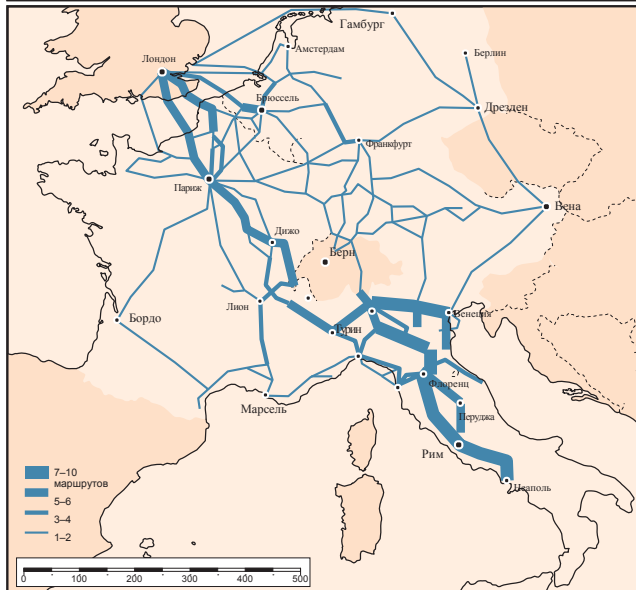 Гамбург
Амстердам
Лондон
Берлин
Брюссель
Дрезден
Франкфурт
Париж
Вена
Дижо
Берн
Лион
Венеция
Бордо
Турин
Флоренц
Марсель
Перуджа
Рим
Неаполь
7–10
маршрутов
5–6
3–4
1–2
0 100 200 300 400 500